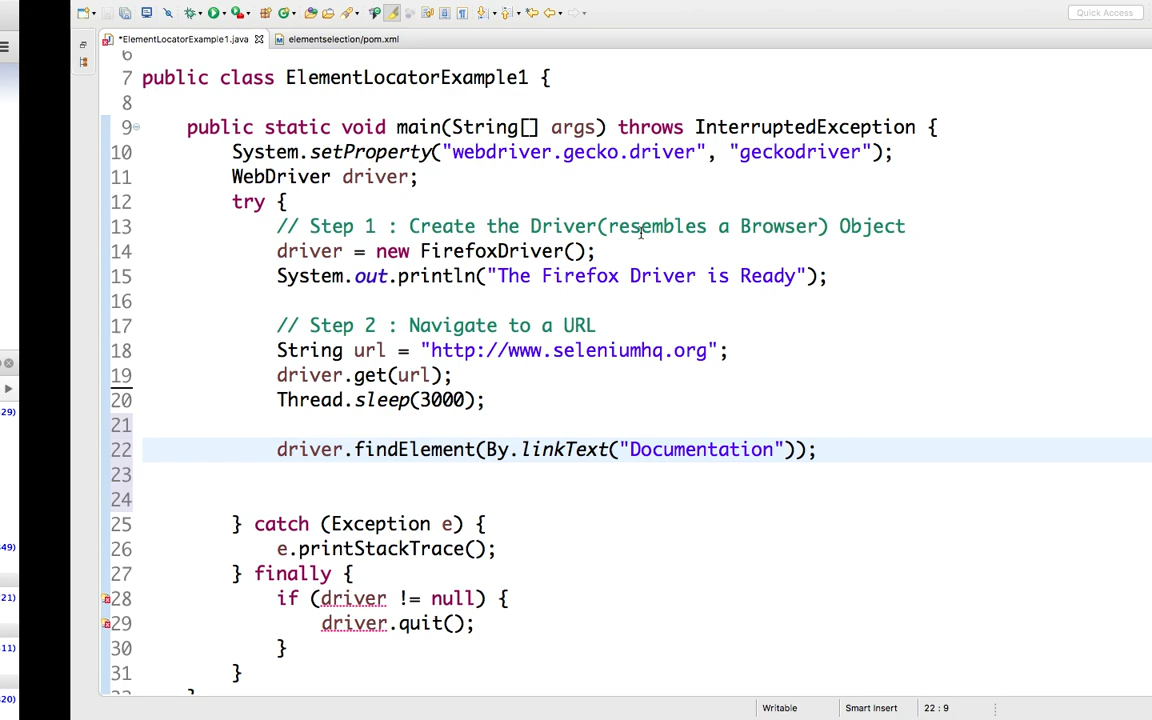 Quick Access
*ElementLocatorExample1.java elementselection/pom.xml
6
7 public class ElementLocatorExample1 {
8
9 public static void main(String[] args) throws InterruptedException {
10 System.setProperty("webdriver.gecko.driver", "geckodriver");
11 WebDriver driver;
12 try {
13 // Step 1 : Create the Driver(resembles a Browser) Object
14 driver = new FirefoxDriver();
15 System.out.println("The Firefox Driver is Ready");
16
17 // Step 2 : Navigate to a URL
18 String url = "http://www.seleniumhq.org";
19 driver.get(url);
20 Thread.sleep(3000);
21
22 driver.findElement(By.linkText("Documentation"));
23
24
25 } catch (Exception e) {
26 e.printStackTrace();
27 } finally {
28 if (driver != null) {
29 driver.quit();
30 }
31 }
29)
49)
21)
11)
20)
Writable Smart Insert 22 : 9